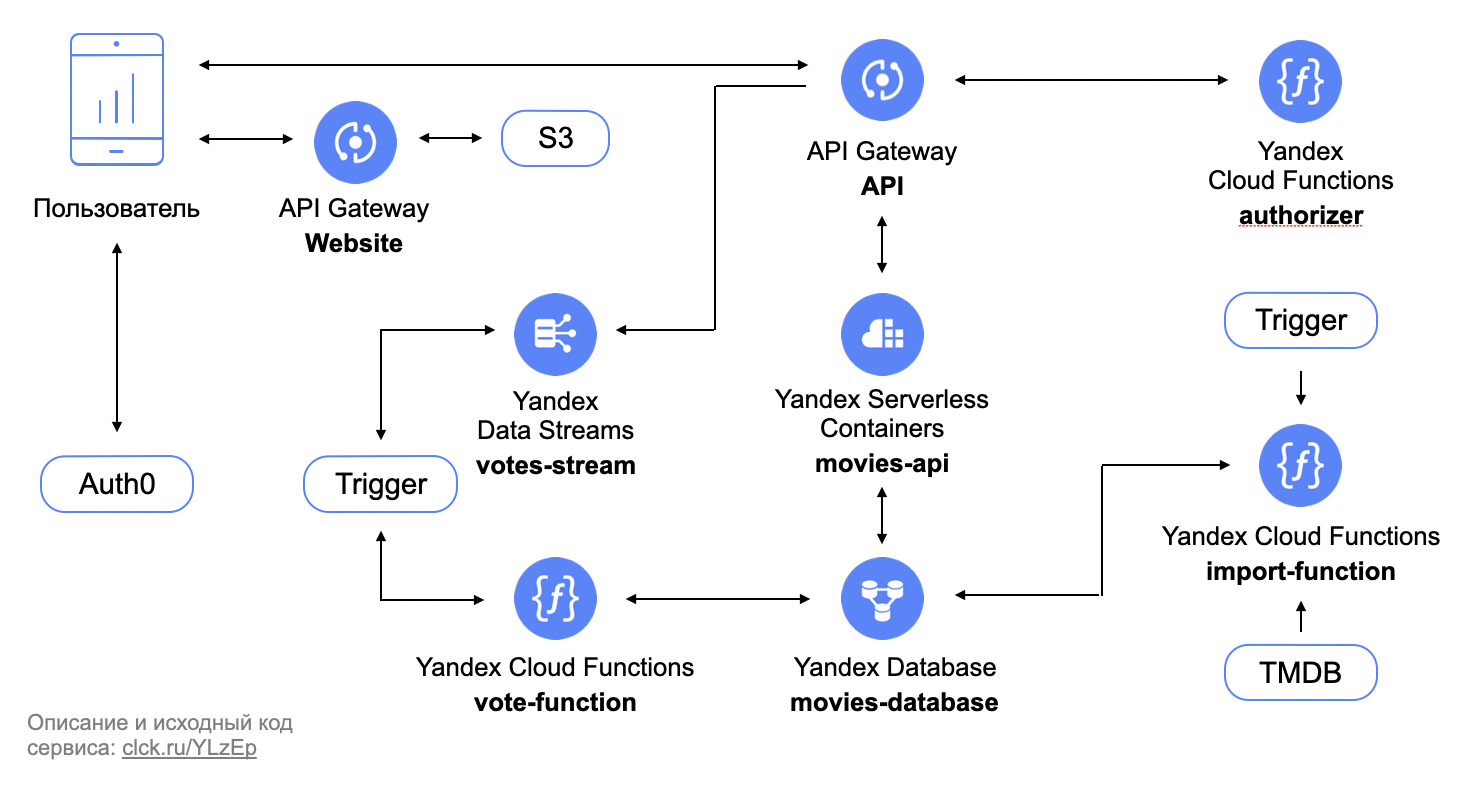 Пользователь
API Gateway
Website
S3
API Gateway
API
Yandex
Cloud Functions
authorizer
Auth0
Trigger
Yandex
Data Streams
votes-stream
Yandex Serverless
Containers
movies-api
Trigger
Yandex Cloud Functions
import-function
TMDB
Yandex Cloud Functions
vote-function
Yandex Database
movies-database
Описание и исходный код
сервиса: clck.ru/YLzEp